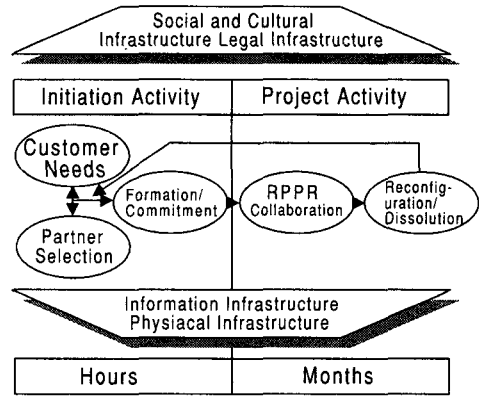 Social and Cultural
Infrastructure Legal Infrastructure
Initiation Activity
Project Activity
Customer
Needs
Formation/
Commitment
RPPR
Collaboration
Reconfig-
uration/
Dissolution
Partner
Selection
Information Infrastructure
Physiacal Infrastructure
Hours
Months